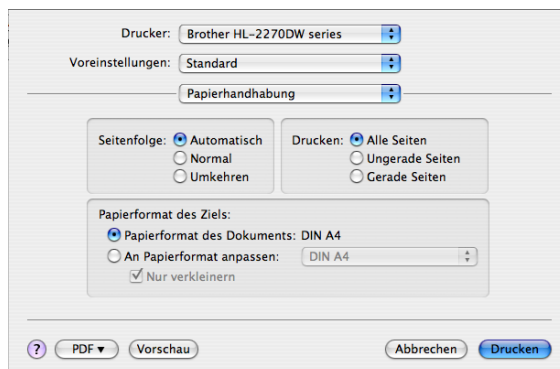 Drucker: Brother HL-2270DW series
Voreinstellungen: Standard
Papierhandhabung
Seitenfolge: Automatisch
Normal
Umkehren
Drucken: Alle Seiten
Ungerade Seiten
Gerade Seiten
Papierformat des Ziels:
Papierformat des Dokuments: DIN A4
An Papierformat anpassen: DIN A4
Nur verkleinern
? PDF▼ Vorschau Abbrechen Drucken